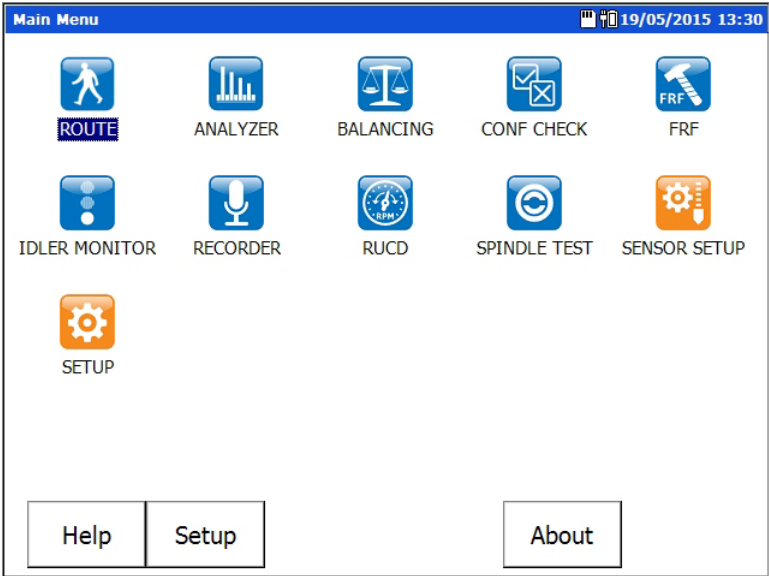 Main Menu 19/05/2015 13:30
ROUTE ANALYZER BALANCING CONF CHECK FRF
FRF
IDLER MONITOR RECORDER RUCD SPINDLE TEST SENSOR SETUP
RPM
SETUP
Help Setup About